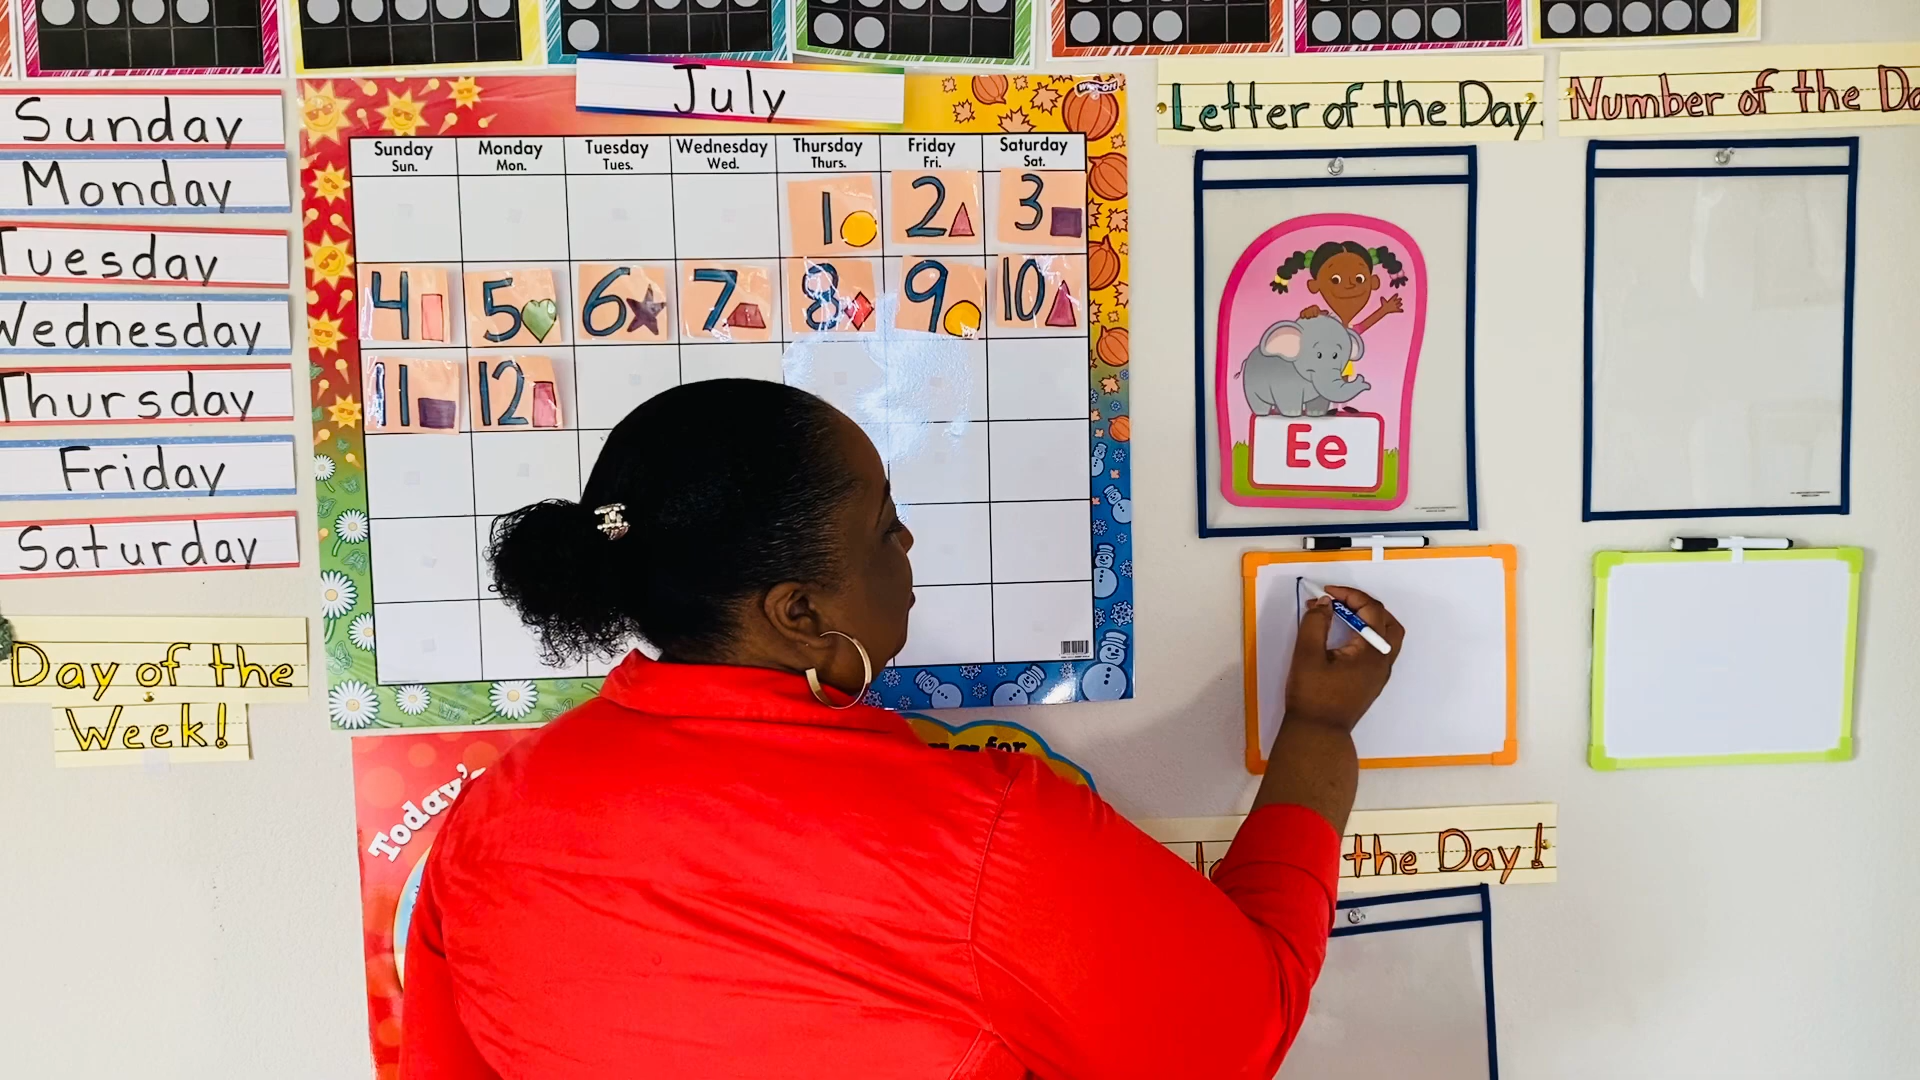 July
Letter of the Day
Number of the Da
Sunday
Monday
Tuesday
Wednesday
Thursday
Friday
Saturday
Day of the
Week!
Sunday Monday Tuesday Wednesday Thursday Friday Saturday
Sun. Mon. Tues. Wed. Thurs. Fri. Sat.
1 2 3
4 5 6 7 8 9 10
11 12
Ee
Today's
for
the Day!